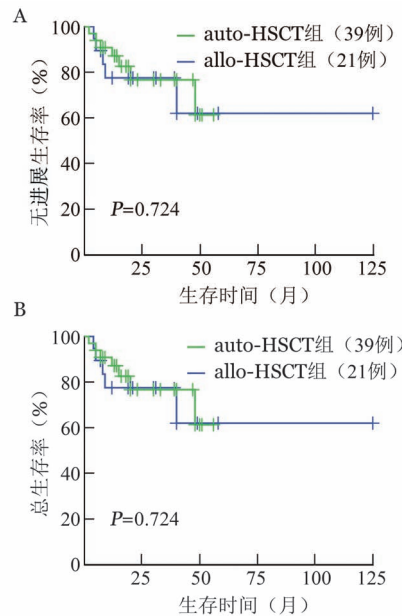 A
100
auto-HSCT组（39例）
80
allo-HSCT组（21例）
60
40
20
P=0.724
0
25
50
75
100
125
无进展生存率（%）
生存时间（月）
B
100
auto-HSCT组（39例）
80
allo-HSCT组（21例）
60
40
20
P=0.724
0
25
50
75
100
125
总生存率（%）
生存时间（月）